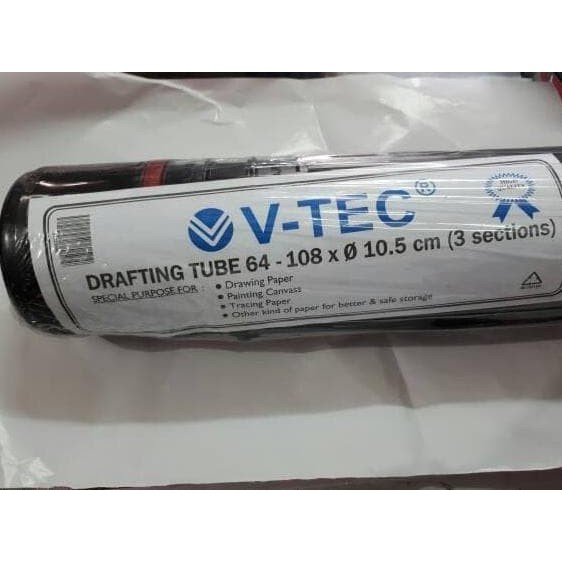 V-TEC®
DRAFTING TUBE 64 - 108 x Ø 10.5 cm (3 sections)
SPECIAL PURPOSE FOR :
• Drawing Paper
• Painting Canvass
• Tracing Paper
• Other kind of paper for better & safe storage